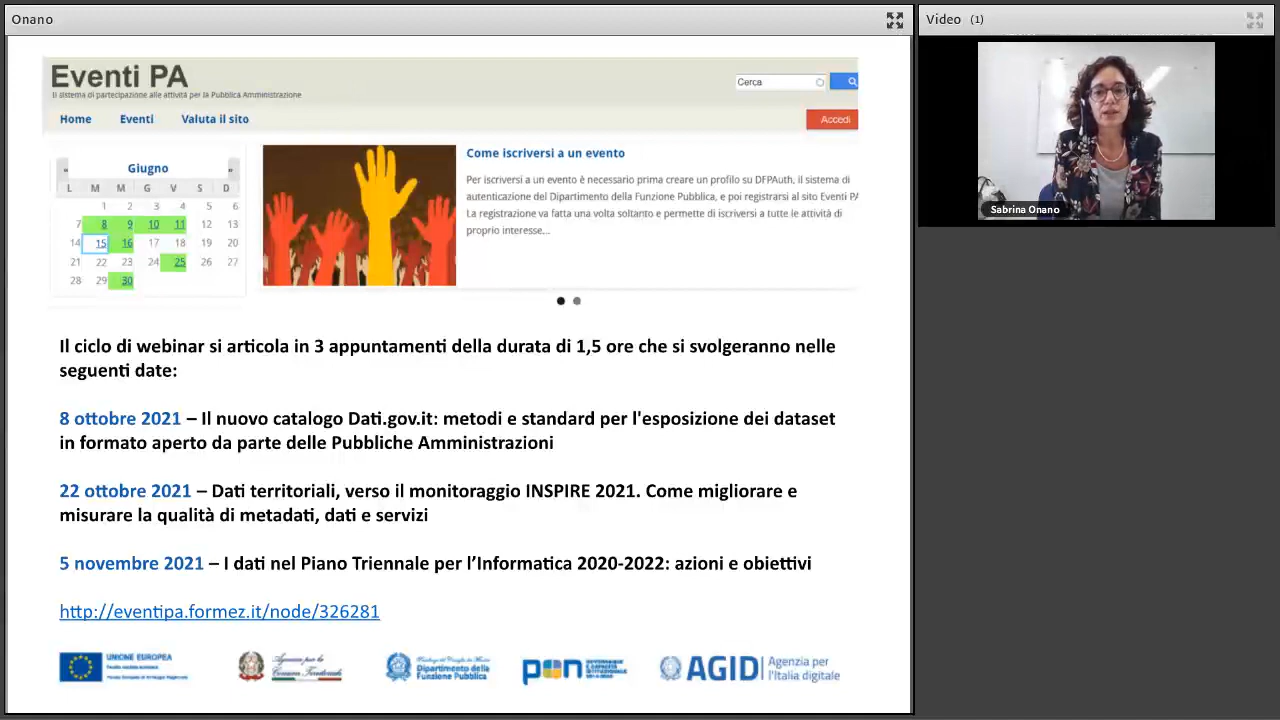 Onano
Video (1)
Sabrina Onano
Eventi PA
Il sistema di partecipazione alle attività per la Pubblica Amministrazione
Cerca
Home Eventi Valuta il sito
Accedi
« Giugno »
L M M G V S D
1 2 3 4 5 6
7 8 9 10 11 12 13
14 15 16 17 18 19 20
21 22 23 24 25 26 27
28 29 30
Come iscriversi a un evento
Per iscriversi a un evento è necessario prima creare un profilo su DFPAuth, il sistema di
autenticazione del Dipartimento della Funzione Pubblica, e poi registrarsi al sito Eventi PA
La registrazione va fatta una volta soltanto e permette di iscriversi a tutte le attività di
proprio interesse...
Il ciclo di webinar si articola in 3 appuntamenti della durata di 1,5 ore che si svolgeranno nelle
seguenti date:
8 ottobre 2021 – Il nuovo catalogo Dati.gov.it: metodi e standard per l'esposizione dei dataset
in formato aperto da parte delle Pubbliche Amministrazioni
22 ottobre 2021 – Dati territoriali, verso il monitoraggio INSPIRE 2021. Come migliorare e
misurare la qualità di metadati, dati e servizi
5 novembre 2021 – I dati nel Piano Triennale per l’Informatica 2020-2022: azioni e obiettivi
http://eventipa.formez.it/node/326281
UNIONE EUROPEA
Agenzia per la
Coesione Territoriale
Dipartimento della
Funzione Pubblica
pon
AGID Agenzia per
l'Italia digitale